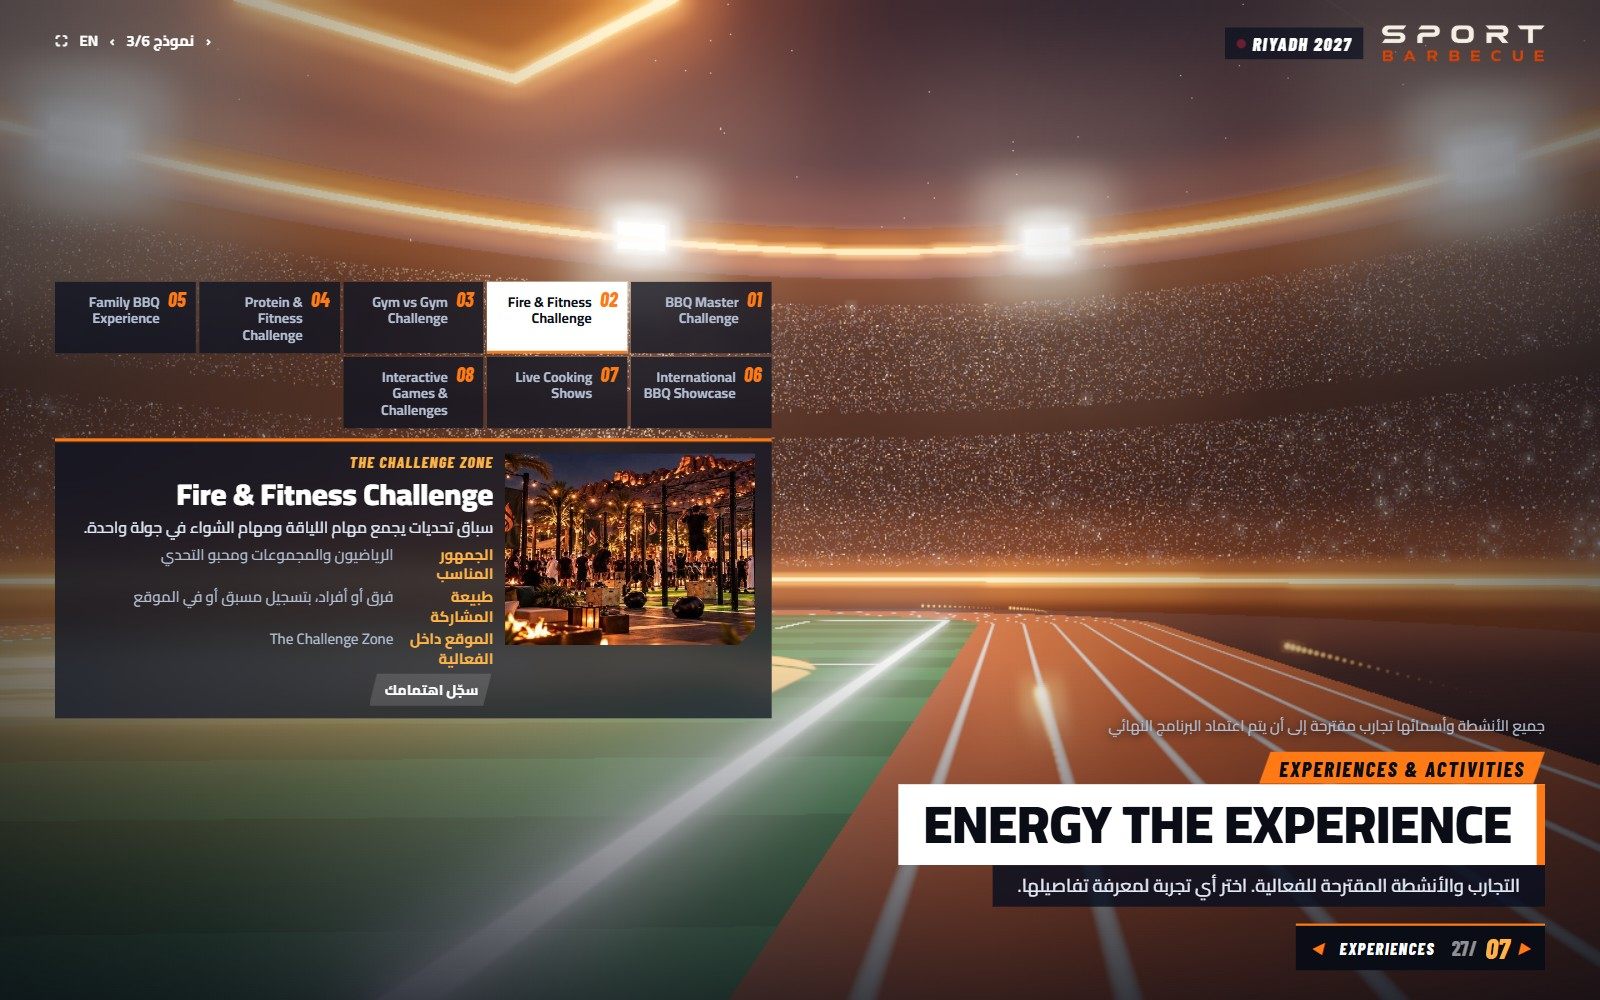 SPORT
BARBECUE
RIYADH 2027
‹ نموذج 3/6 ›
EN
01 BBQ Master
Challenge
02 Fire & Fitness
Challenge
03 Gym vs Gym
Challenge
04 Protein &
Fitness
Challenge
05 Family BBQ
Experience
06 International
BBQ Showcase
07 Live Cooking
Shows
08 Interactive
Games &
Challenges
THE CHALLENGE ZONE
Fire & Fitness Challenge
سباق تحديات يجمع مهام اللياقة ومهام الشواء في جولة واحدة.
الجمهور
المناسب
الرياضيون والمجموعات ومحبو التحدي
طبيعة
المشاركة
فرق أو أفراد، بتسجيل مسبق أو في الموقع
الموقع داخل
الفعالية
The Challenge Zone
سجّل اهتمامك
جميع الأنشطة وأسمائها تجارب مقترحة إلى أن يتم اعتماد البرنامج النهائي
EXPERIENCES & ACTIVITIES
ENERGY THE EXPERIENCE
التجارب والأنشطة المقترحة للفعالية. اختر أي تجربة لمعرفة تفاصيلها.
07 /27 EXPERIENCES